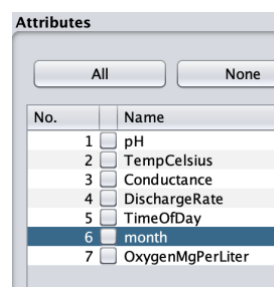 Attributes
All None
No. Name
1 pH
2 TempCelsius
3 Conductance
4 DischargeRate
5 TimeOfDay
6 month
7 OxygenMgPerLiter